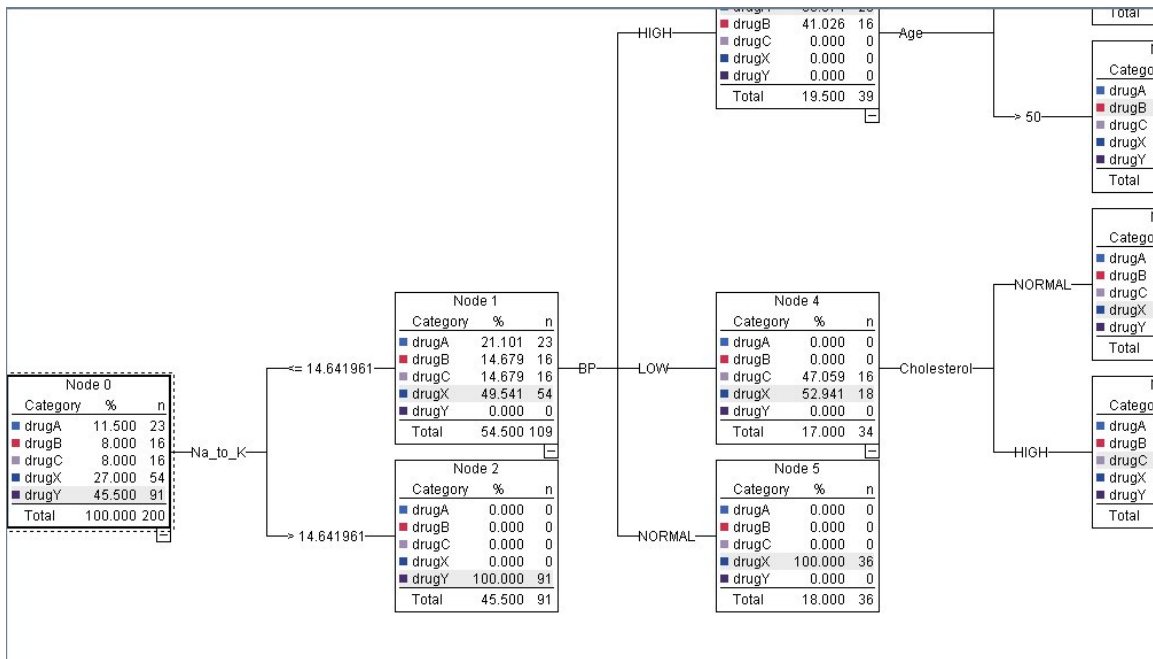 Node 0
Category % n
drugA 11.500 23
drugB 8.000 16
drugC 8.000 16
drugX 27.000 54
drugY 45.500 91
Total 100.000 200
Na_to_K
<= 14.641961
> 14.641961
Node 1
Category % n
drugA 21.101 23
drugB 14.679 16
drugC 14.679 16
drugX 49.541 54
drugY 0.000 0
Total 54.500 109
Node 2
Category % n
drugA 0.000 0
drugB 0.000 0
drugC 0.000 0
drugX 0.000 0
drugY 100.000 91
Total 45.500 91
BP
HIGH
LOW
NORMAL
drugB 41.026 16
drugC 0.000 0
drugX 0.000 0
drugY 0.000 0
Total 19.500 39
Node 4
Category % n
drugA 0.000 0
drugB 0.000 0
drugC 47.059 16
drugX 52.941 18
drugY 0.000 0
Total 17.000 34
Node 5
Category % n
drugA 0.000 0
drugB 0.000 0
drugC 0.000 0
drugX 100.000 36
drugY 0.000 0
Total 18.000 36
Age
> 50
Cholesterol
NORMAL
HIGH
Total
Catego
drugA
drugB
drugC
drugX
drugY
Total
Catego
drugA
drugB
drugC
drugX
drugY
Total
Catego
drugA
drugB
drugC
drugX
drugY
Total